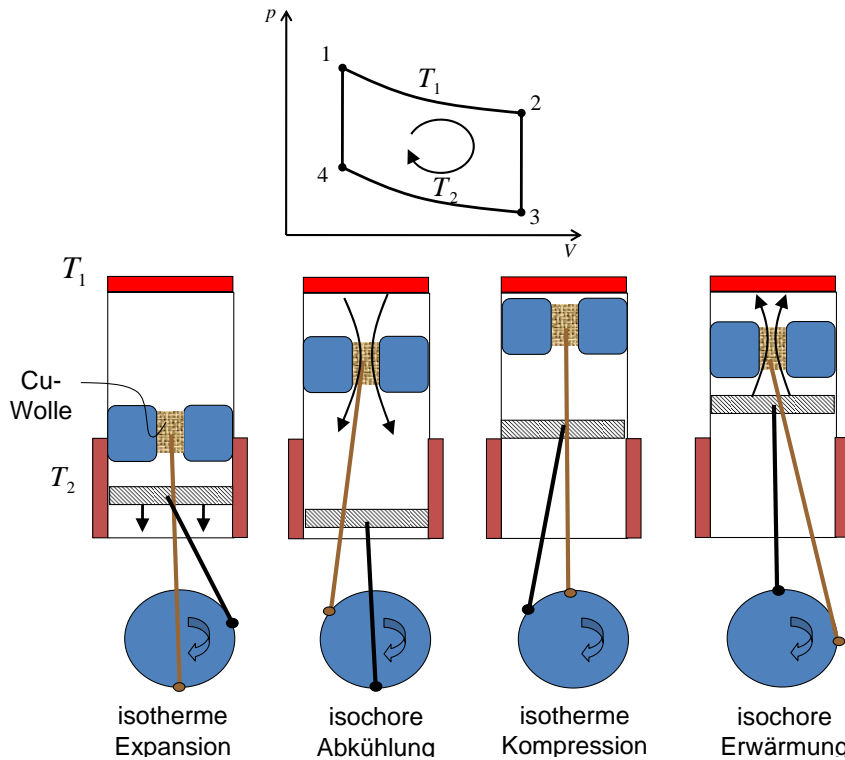 p
1
T₁
2
4
T₂
3
V
T₁
Cu-
Wolle
T₂
isotherme
Expansion
isochore
Abkühlung
isotherme
Kompression
isochore
Erwärmung